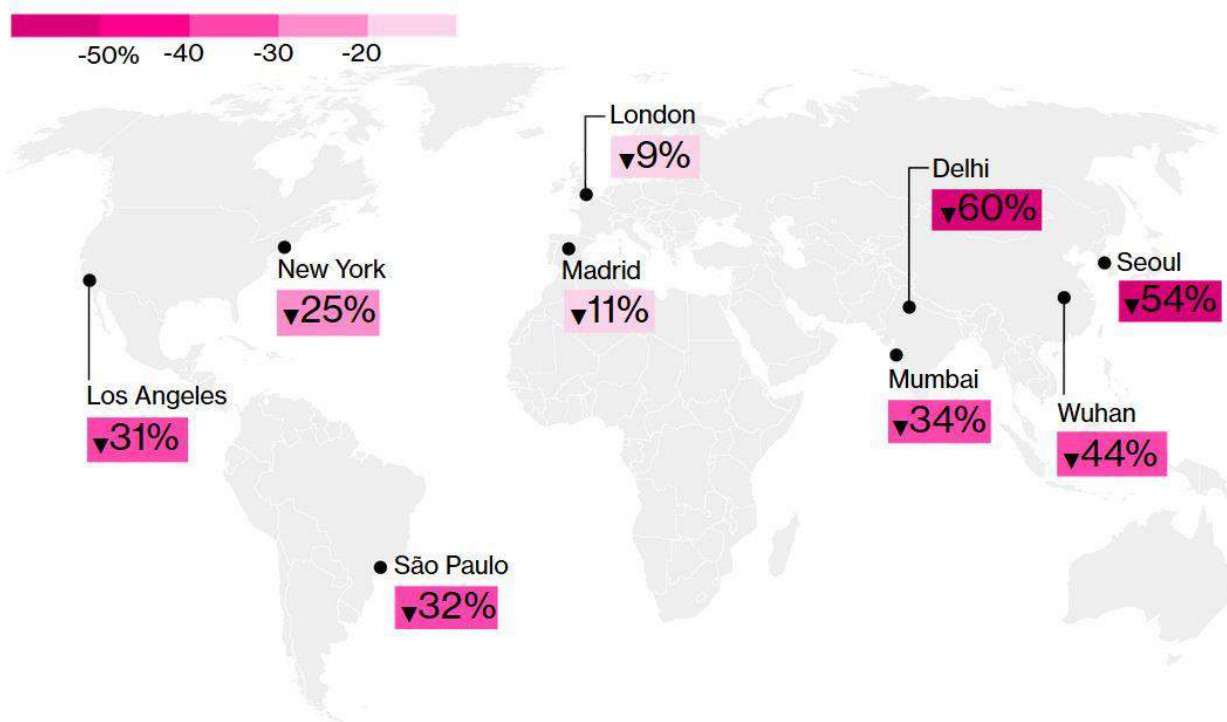 -50% -40 -30 -20
London
▼9%
Delhi
▼60%
New York
▼25%
Madrid
▼11%
Seoul
▼54%
Los Angeles
▼31%
Mumbai
▼34%
Wuhan
▼44%
São Paulo
▼32%